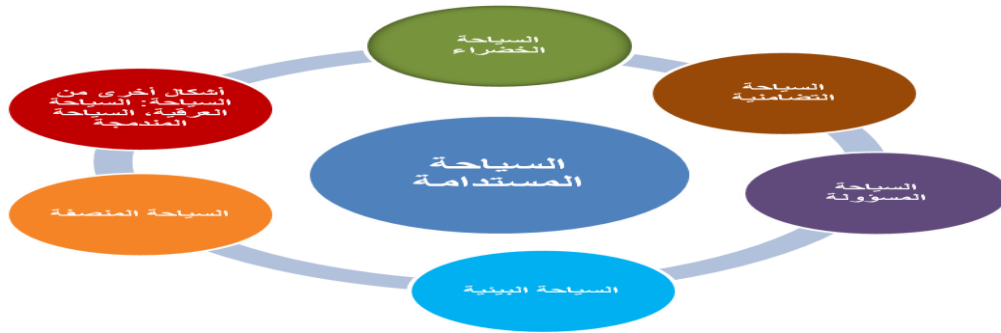 السياحة
الخضراء
السياحة
التضامنية
السياحة
المسؤولة
السياحة البيئية
السياحة المنصفة
أشكال أخرى من
السياحة: السياحة
العرقية، السياحة
المندمجة
السياحة
المستدامة